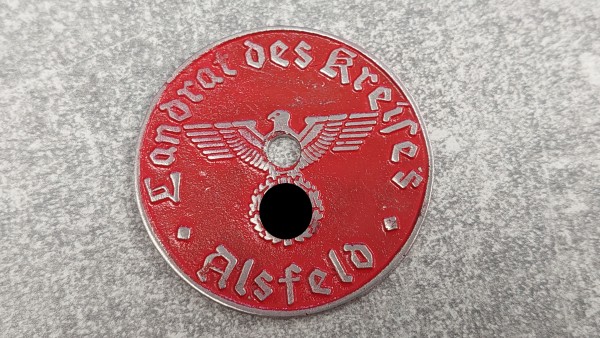 Landrat des Kreiſes
Alsfeld